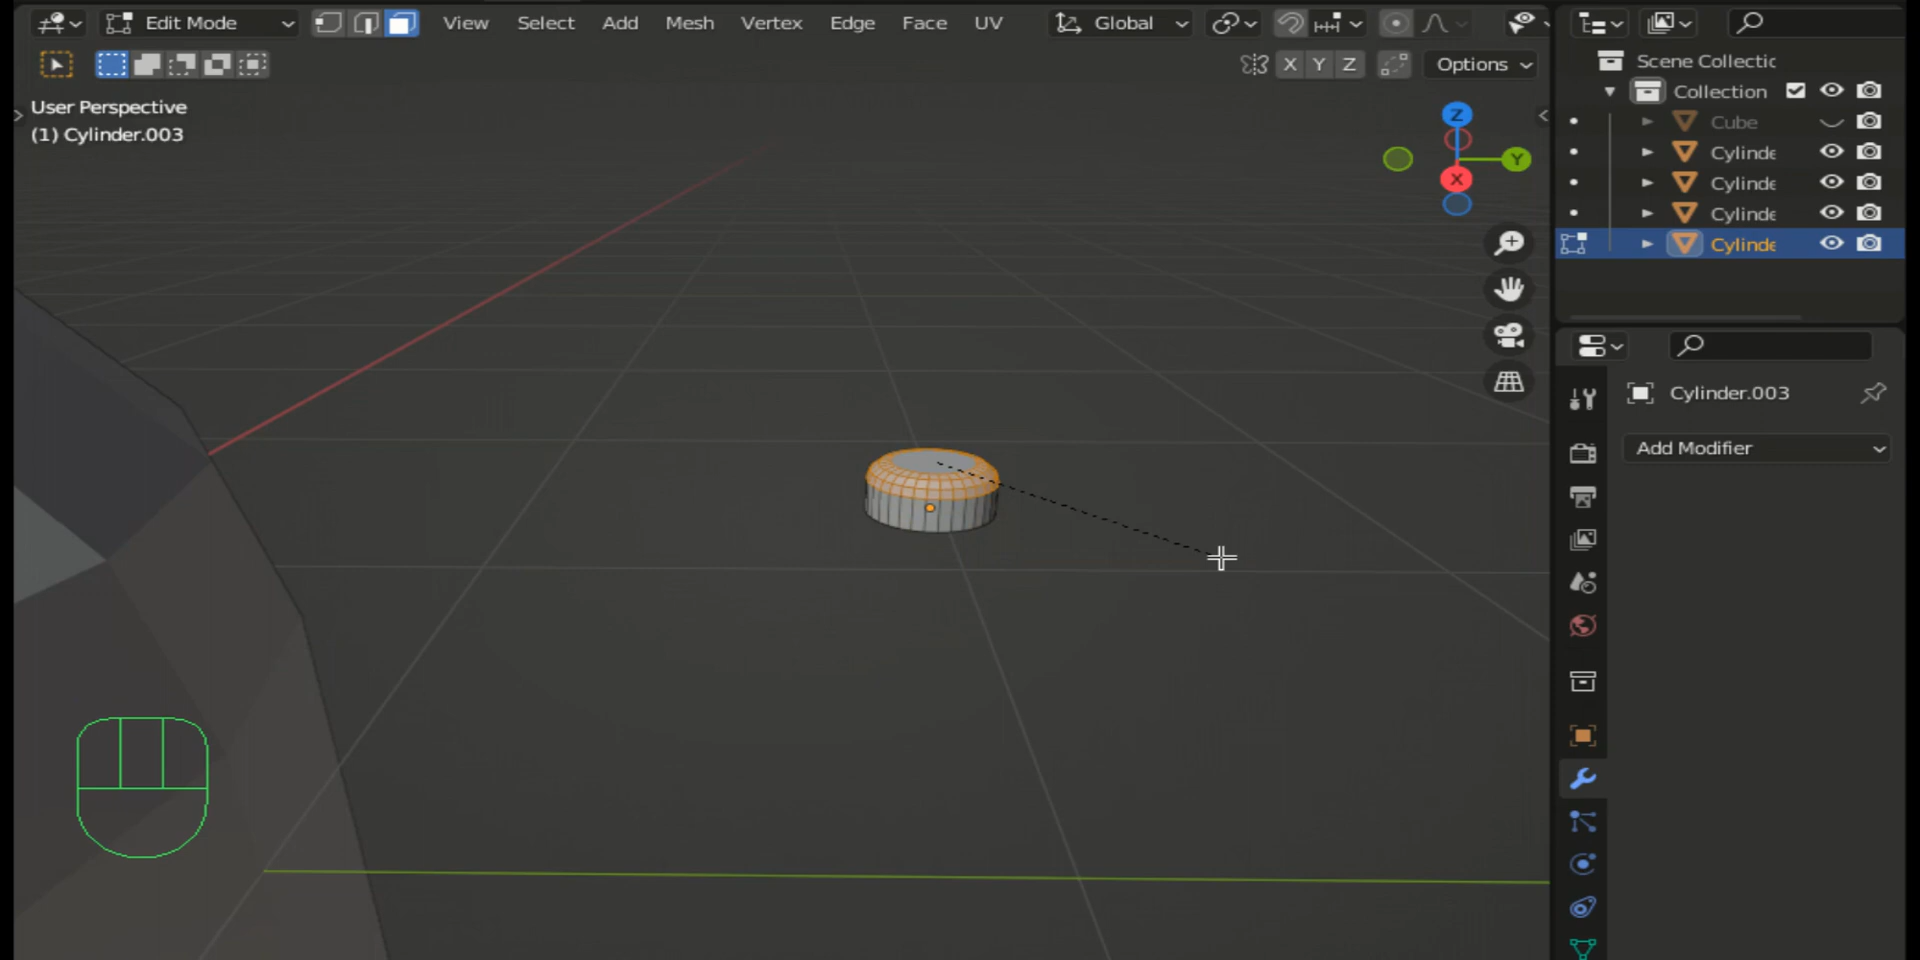 Edit Mode View Select Add Mesh Vertex Edge Face UV Global
X Y Z Options
User Perspective
(1) Cylinder.003
Z
Y
X
Scene Collectic
Collection
Cube
Cylinde
Cylinde
Cylinde
Cylinde
Cylinder.003
Add Modifier